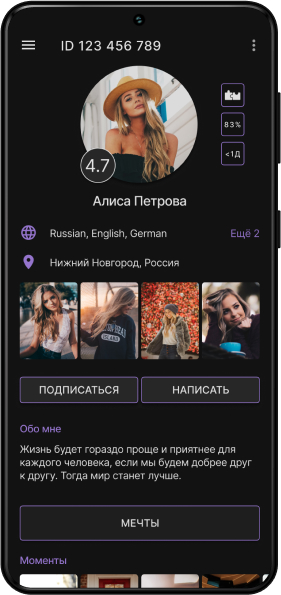 ID 123 456 789
83%
<1Д
4.7
Алиса Петрова
Russian, English, German
Ещё 2
Нижний Новгород, Россия
ПОДПИСАТЬСЯ
НАПИСАТЬ
Обо мне
Жизнь будет гораздо проще и приятнее для
каждого человека, если мы будем добрее друг
к другу. Тогда мир станет лучше.
МЕЧТЫ
Моменты